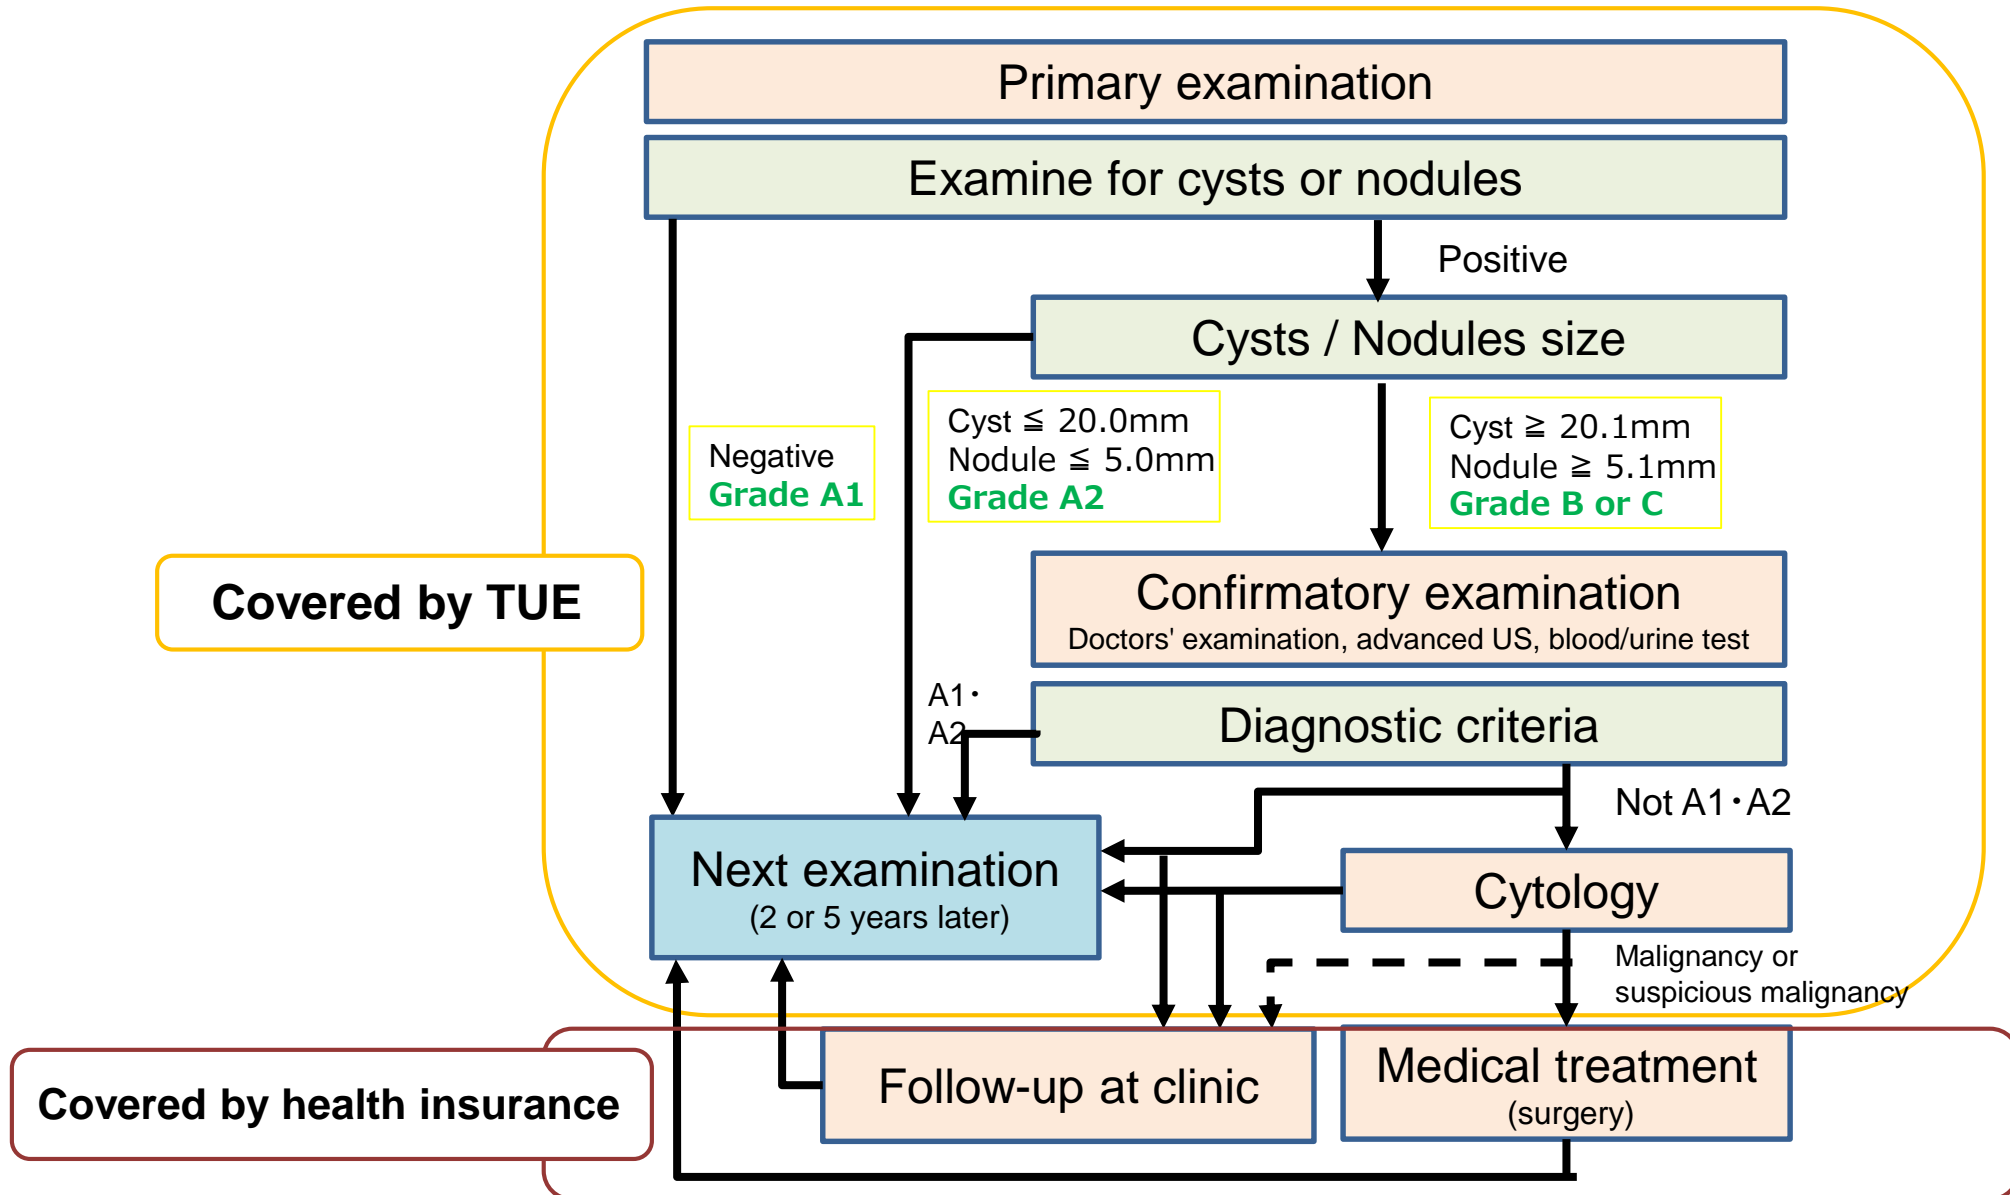 Primary examination
Examine for cysts or nodules
Positive
Cysts / Nodules size
Negative
Grade A1
Cyst ≦ 20.0mm
Nodule ≦ 5.0mm
Grade A2
Cyst ≧ 20.1mm
Nodule ≧ 5.1mm
Grade B or C
Covered by TUE
Confirmatory examination
Doctors' examination, advanced US, blood/urine test
A1・
A2
Diagnostic criteria
Not A1・A2
Next examination
(2 or 5 years later)
Cytology
Malignancy or
suspicious malignancy
Covered by health insurance
Follow-up at clinic
Medical treatment
(surgery)